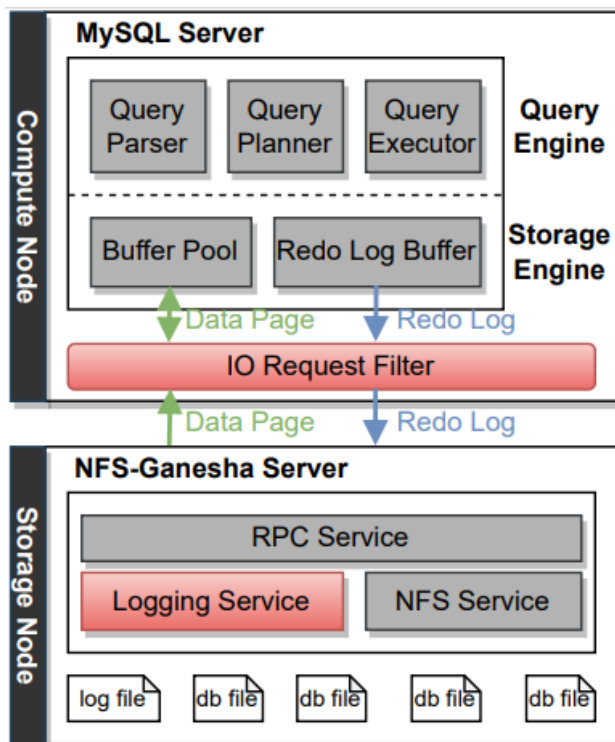 Compute Node
MySQL Server
Query Parser
Query Planner
Query Executor
Query Engine
Buffer Pool
Redo Log Buffer
Storage Engine
Data Page
Redo Log
IO Request Filter
Data Page
Redo Log
Storage Node
NFS-Ganesha Server
RPC Service
Logging Service
NFS Service
log file
db file
db file
db file
db file